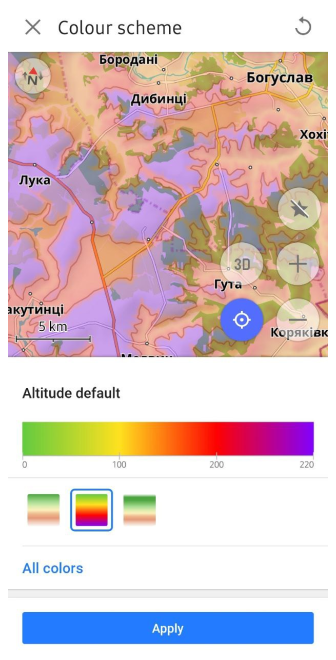 Colour scheme
Бородані
N
Богуслав
Дибинці
Хохі
Лука
3D
Гута
акутинці
5 km
Коряківк
Altitude default
0 100 200 220
All colors
Apply